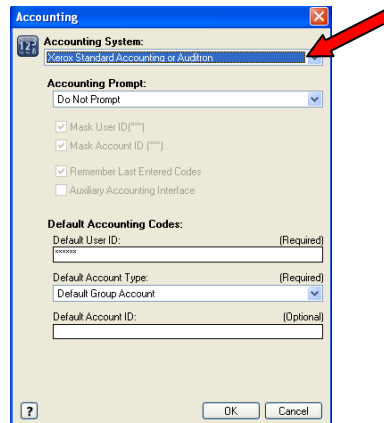 Accounting
Accounting System:
Xerox Standard Accounting or Auditron
Accounting Prompt:
Do Not Prompt
Mask User ID(***)
Mask Account ID (***)
Remember Last Entered Codes
Auxiliary Accounting Interface
Default Accounting Codes:
Default User ID: (Required)
******
Default Account Type: (Required)
Default Group Account
Default Account ID: (Optional)
? OK Cancel